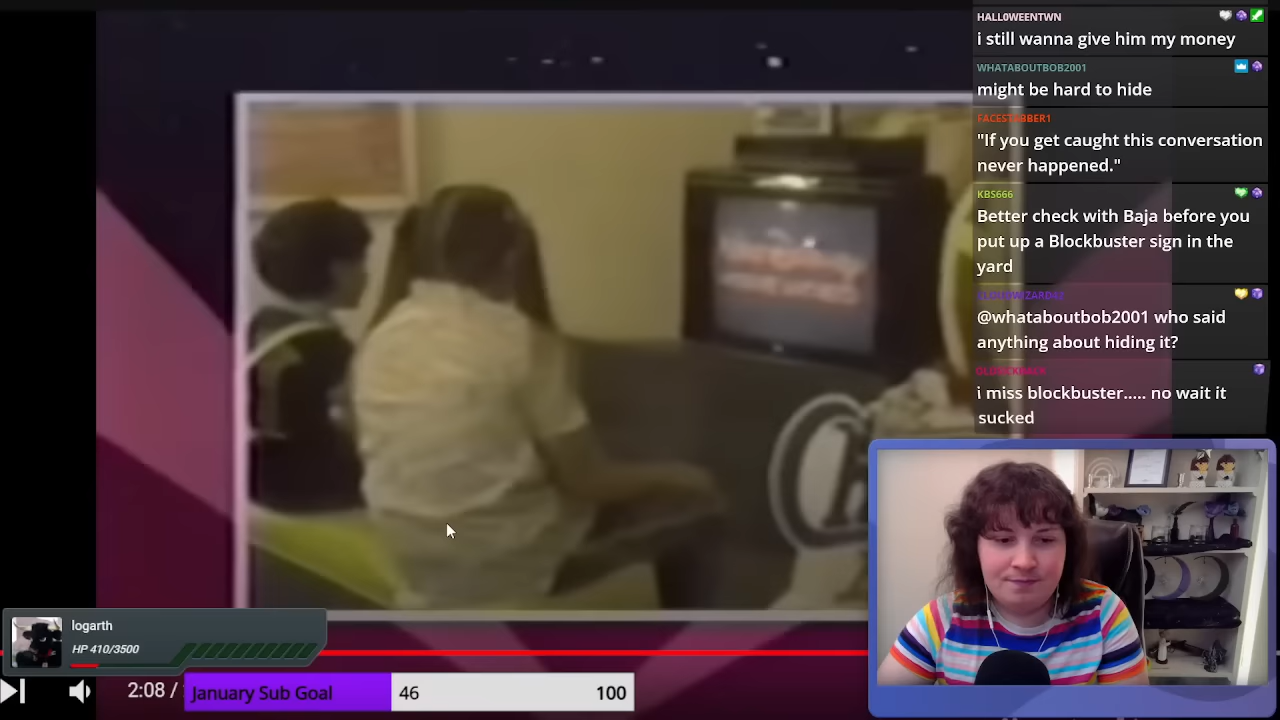 HALL0WEENTWN
i still wanna give him my money
WHATABOUTBOB2001
might be hard to hide
FACESTABBER1
"If you get caught this conversation
never happened."
KBS666
Better check with Baja before you
put up a Blockbuster sign in the
yard
@whataboutbob2001 who said
anything about hiding it?
i miss blockbuster..... no wait it
sucked
logarth
HP 410/3500
2:08 /
January Sub Goal 46 100